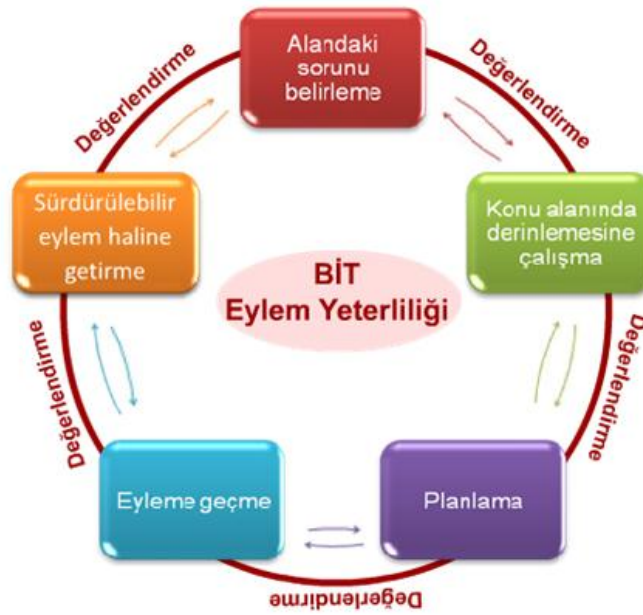 Alandaki
sorunu
belirleme
Değerlendirme
Değerlendirme
Sürdürülebilir
eylem haline
getirme
Konu alanında
derinlemesine
çalışma
BİT
Eylem Yeterliliği
Değerlendirme
Değerlendirme
Eyleme geçme
Planlama
Değerlendirme